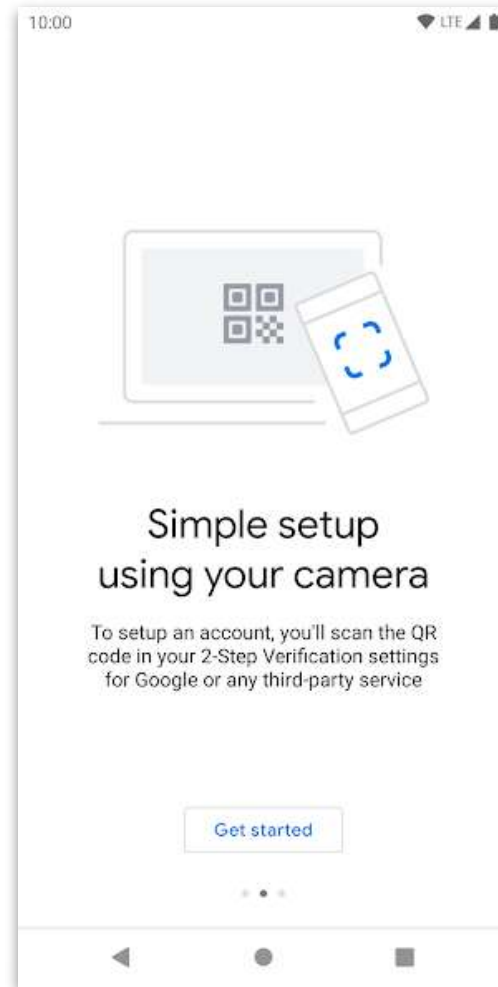 10:00
LTE
Simple setup
using your camera
To setup an account, you'll scan the QR
code in your 2-Step Verification settings
for Google or any third-party service
Get started